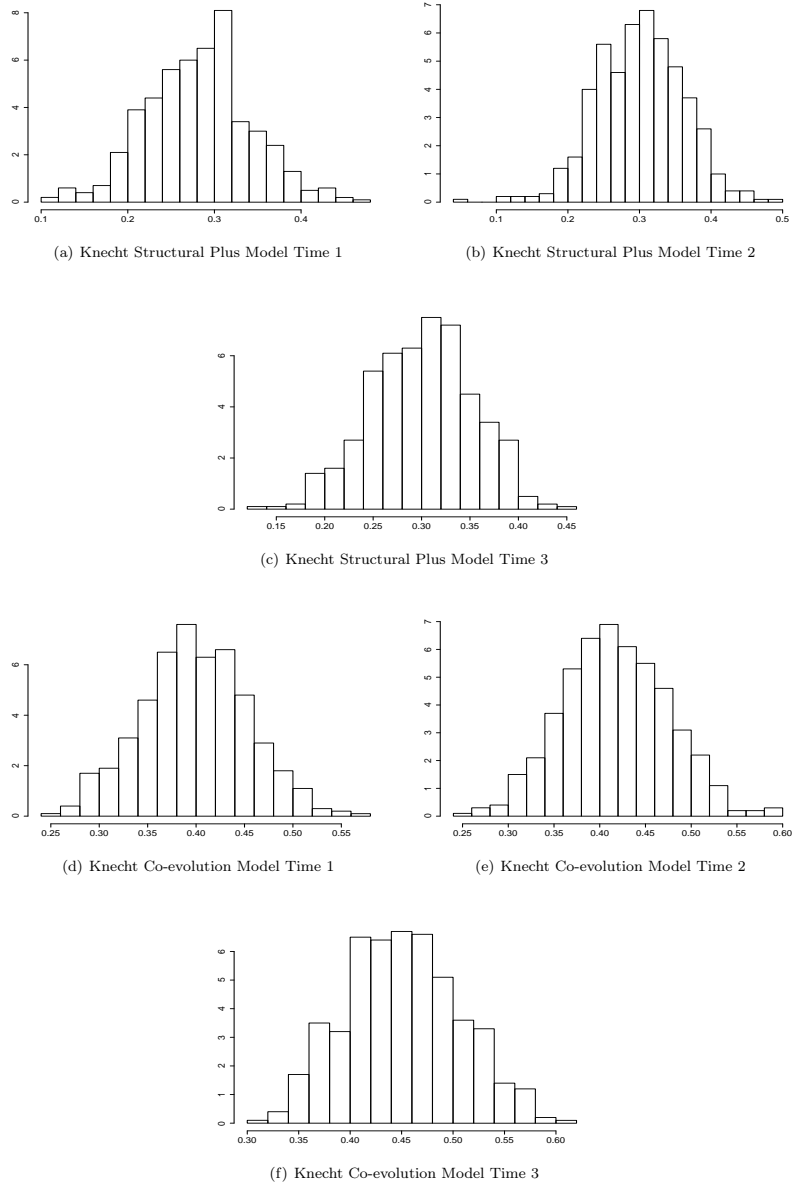 0 2 4 6 8
0.1 0.2 0.3 0.4
(a) Knecht Structural Plus Model Time 1
0 1 2 3 4 5 6 7
0.1 0.2 0.3 0.4 0.5
(b) Knecht Structural Plus Model Time 2
0 2 4 6
0.15 0.20 0.25 0.30 0.35 0.40 0.45
(c) Knecht Structural Plus Model Time 3
0 2 4 6
0.25 0.30 0.35 0.40 0.45 0.50 0.55
(d) Knecht Co-evolution Model Time 1
0 1 2 3 4 5 6 7
0.25 0.30 0.35 0.40 0.45 0.50 0.55 0.60
(e) Knecht Co-evolution Model Time 2
0 1 2 3 4 5 6
0.30 0.35 0.40 0.45 0.50 0.55 0.60
(f) Knecht Co-evolution Model Time 3